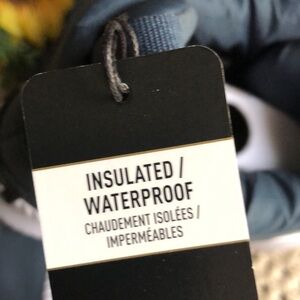 INSULATED /
WATERPROOF
CHAUDEMENT ISOLÉES /
IMPERMÉABLES